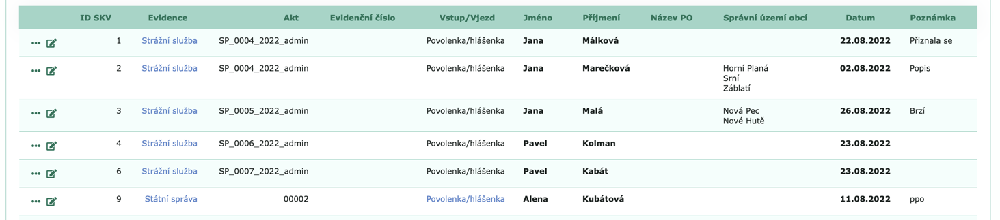 ID SKV Evidence Akt Evidenční číslo Vstup/Vjezd Jméno Příjmení Název PO Správní území obcí Datum Poznámka
1 Strážní služba SP_0004_2022_admin Povolenka/hlášenka Jana Málková 22.08.2022 Přiznala se
2 Strážní služba SP_0004_2022_admin Povolenka/hlášenka Jana Marečková Horní Planá 02.08.2022 Popis
Srní
Záblatí
3 Strážní služba SP_0005_2022_admin Povolenka/hlášenka Jana Malá Nová Pec 26.08.2022 Brzí
Nové Hutě
4 Strážní služba SP_0006_2022_admin Povolenka/hlášenka Pavel Kolman 23.08.2022
6 Strážní služba SP_0007_2022_admin Povolenka/hlášenka Pavel Kabát 23.08.2022
9 Státní správa 00002 Povolenka/hlášenka Alena Kubátová 11.08.2022 ppo